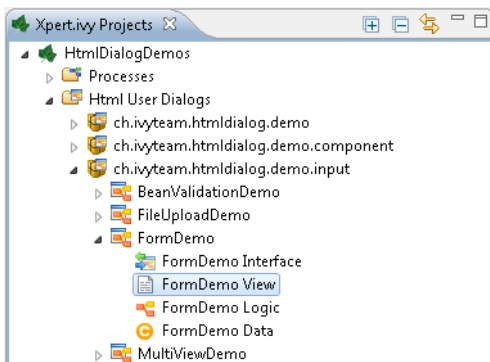 Xpert.ivy Projects
HtmlDialogDemos
Processes
Html User Dialogs
ch.ivyteam.htmldialog.demo
ch.ivyteam.htmldialog.demo.component
ch.ivyteam.htmldialog.demo.input
BeanValidationDemo
FileUploadDemo
FormDemo
FormDemo Interface
FormDemo View
FormDemo Logic
FormDemo Data
MultiViewDemo